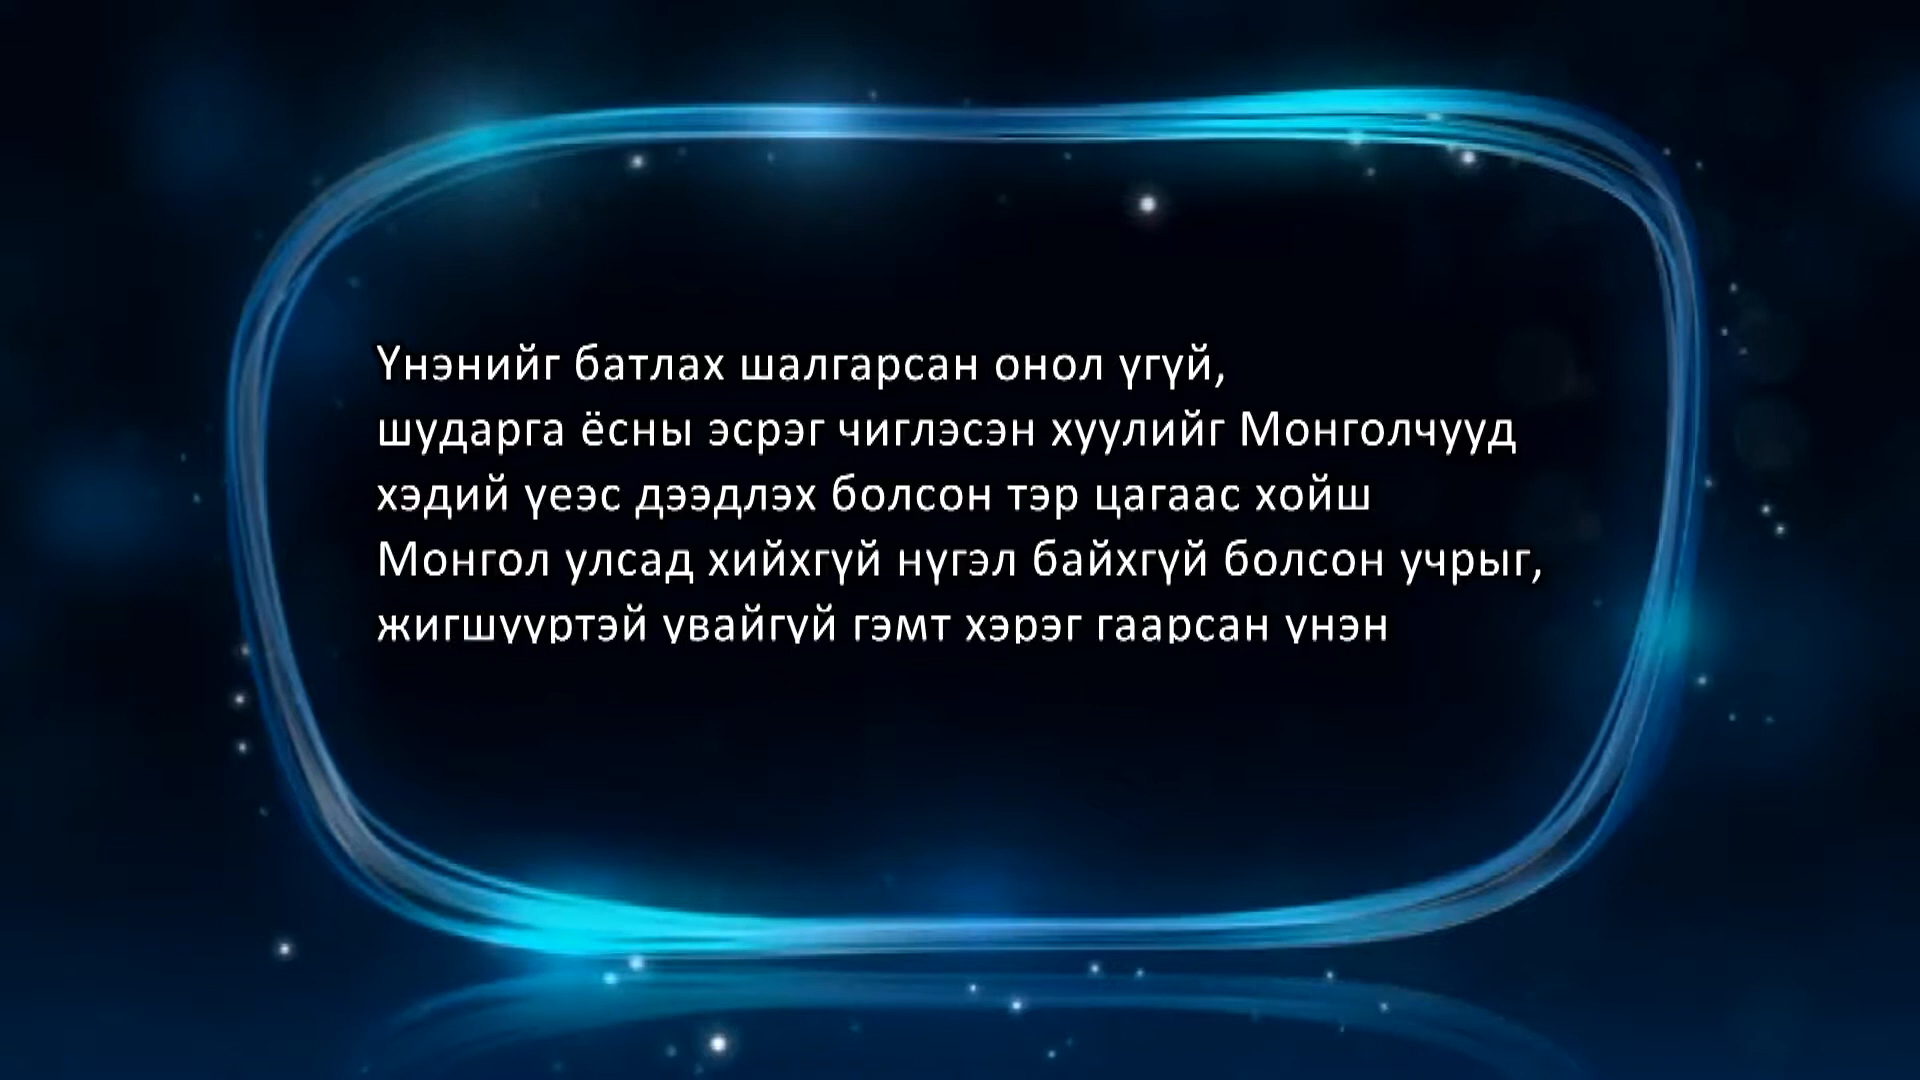 Үнэнийг батлах шалгарсан онол үгүй,
шударга ёсны эсрэг чиглэсэн хуулийг Монголчууд
хэдий үеэс дээдлэх болсон тэр цагаас хойш
Монгол улсад хийхгүй нүгэл байхгүй болсон учрыг,
жигшүүртэй увайгүй гэмт хэрэг гаарсан үнэн